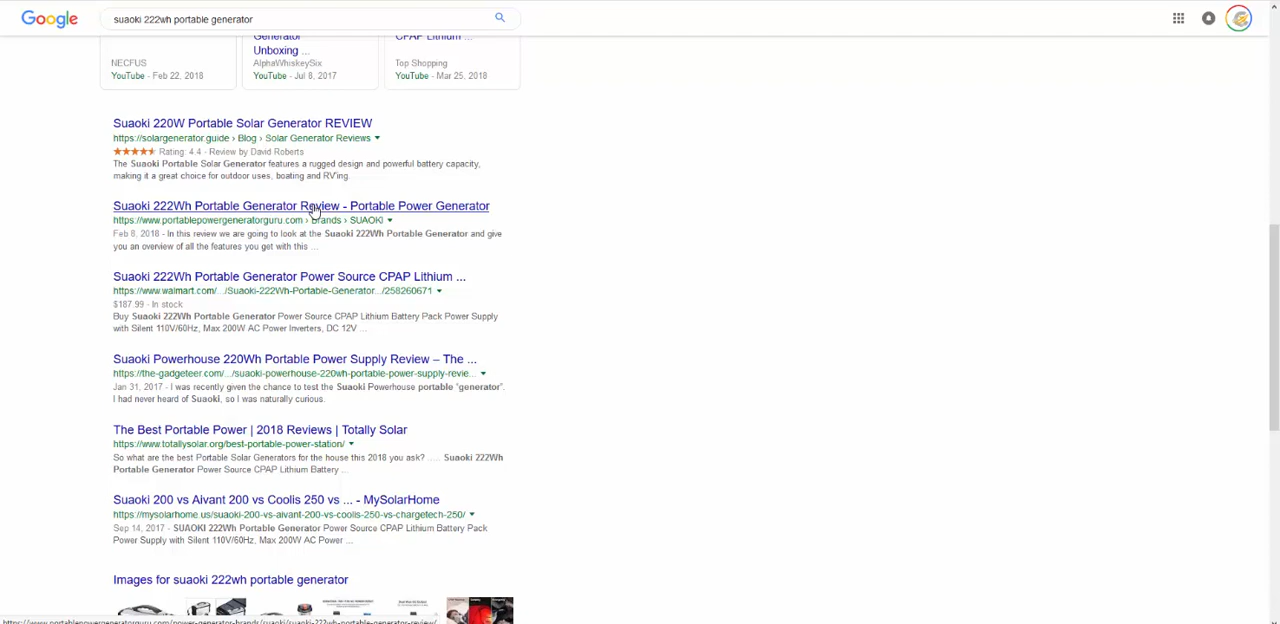 Google
suaoki 222wh portable generator
Generator
CPAP Lithium ...
Unboxing ...
NECFUS
AlphaWhiskeySix
Top Shopping
YouTube - Feb 22, 2018
YouTube - Jul 8, 2017
YouTube - Mar 25, 2018
Suaoki 220W Portable Solar Generator REVIEW
https://solargenerator.guide › Blog › Solar Generator Reviews
Rating: 4.4 - Review by David Roberts
The Suaoki Portable Solar Generator features a rugged design and powerful battery capacity,
making it a great choice for outdoor uses, boating and RV'ing.
Suaoki 222Wh Portable Generator Review - Portable Power Generator
https://www.portablepowergeneratorguru.com › Brands › SUAOKI
Feb 8, 2018 - In this review we are going to look at the Suaoki 222Wh Portable Generator and give
you an overview of all the features you get with this ...
Suaoki 222Wh Portable Generator Power Source CPAP Lithium ...
https://www.walmart.com/.../Suaoki-222Wh-Portable-Generator.../258260671
$187.99 - In stock
Buy Suaoki 222Wh Portable Generator Power Source CPAP Lithium Battery Pack Power Supply
with Silent 110V/60Hz, Max 200W AC Power Inverters, DC 12V ...
Suaoki Powerhouse 220Wh Portable Power Supply Review – The ...
https://the-gadgeteer.com/.../suaoki-powerhouse-220wh-portable-power-supply-revie...
Jan 31, 2017 - I was recently given the chance to test the Suaoki Powerhouse portable “generator”.
I had never heard of Suaoki, so I was naturally curious.
The Best Portable Power | 2018 Reviews | Totally Solar
https://www.totallysolar.org/best-portable-power-station/
So what are the best Portable Solar Generators for the house this 2018 you ask? .... Suaoki 222Wh
Portable Generator Power Source CPAP Lithium Battery ...
Suaoki 200 vs Aivant 200 vs Coolis 250 vs ... - MySolarHome
https://mysolarhome.us/suaoki-200-vs-aivant-200-vs-coolis-250-vs-chargetech-250/
Sep 14, 2017 - SUAOKI 222Wh Portable Generator Power Source CPAP Lithium Battery Pack
Power Supply with Silent 110V/60Hz, Max 200W AC Power ...
Images for suaoki 222wh portable generator
https://www.portablepowergeneratorguru.com/power-generator-brands/suaoki/suaoki-222wh-portable-generator-review/